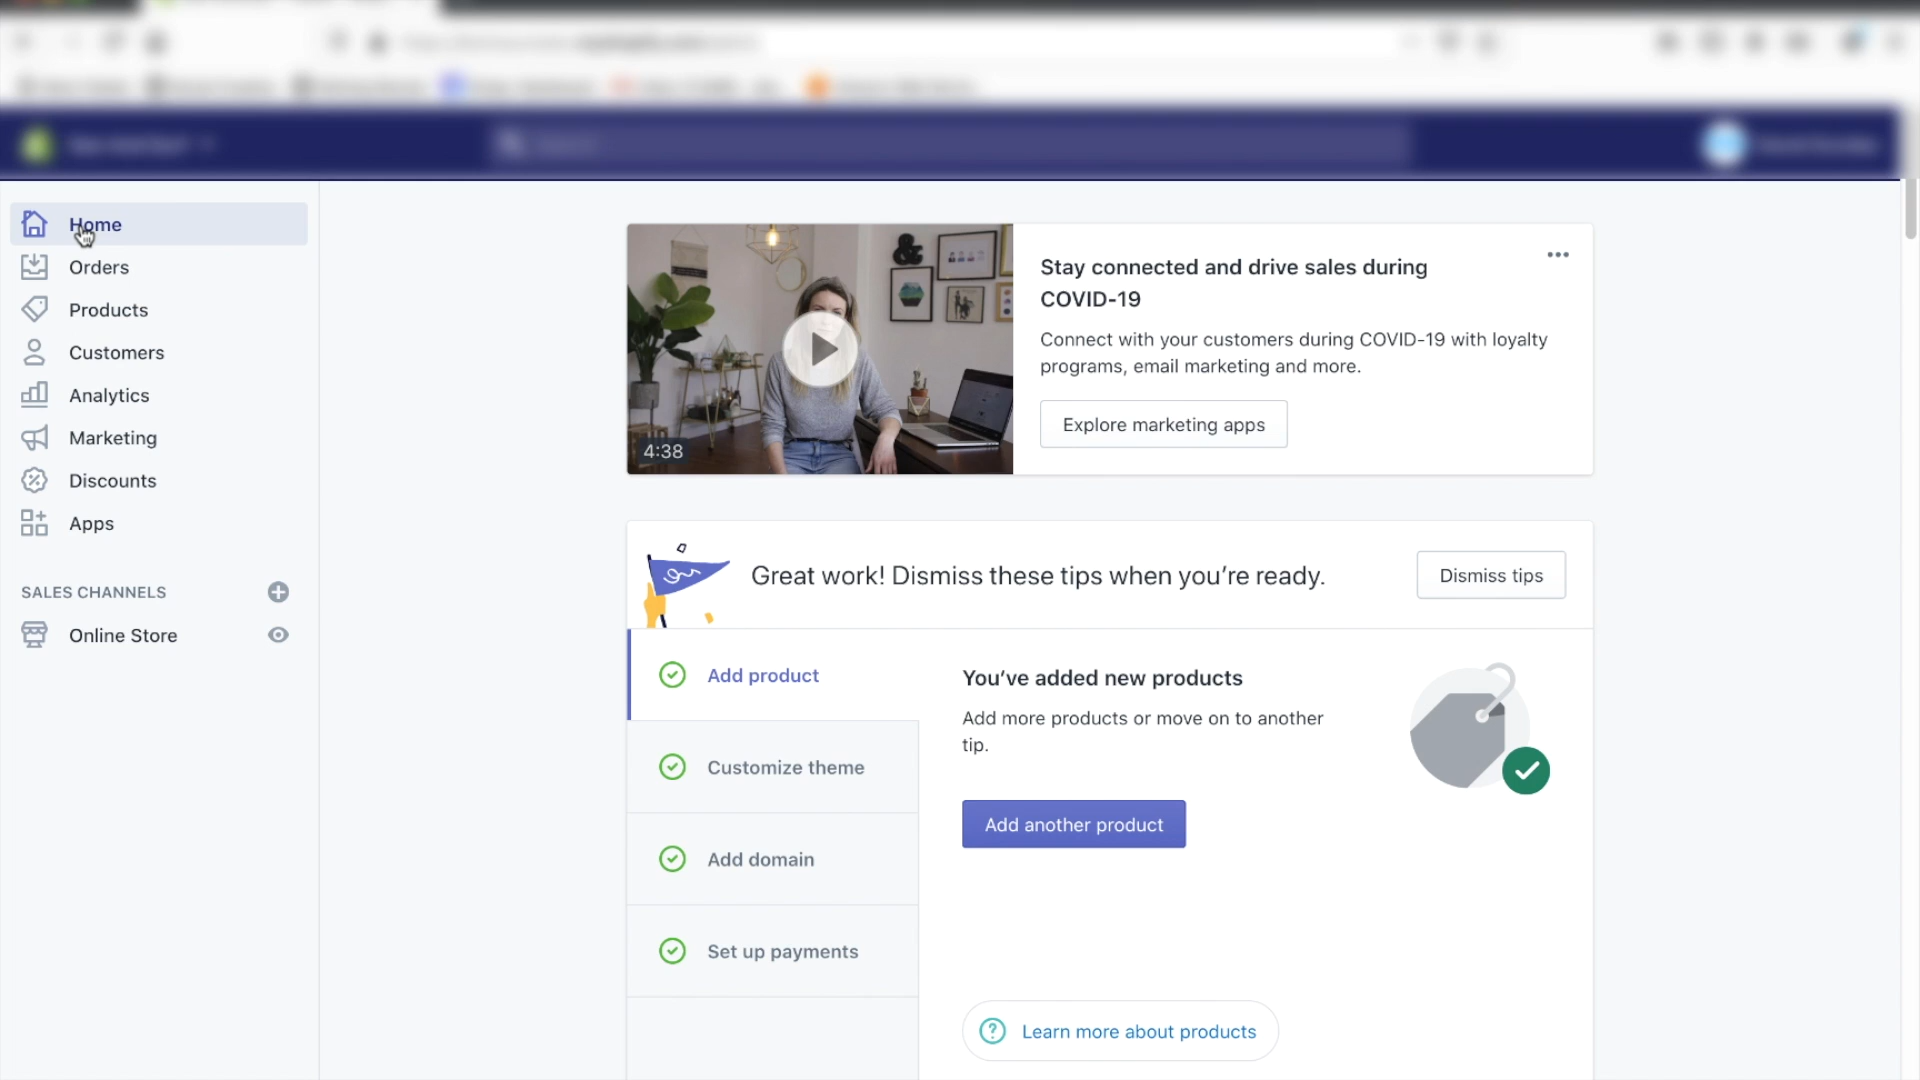 Home
Orders
Products
Customers
Analytics
Marketing
Discounts
Apps
SALES CHANNELS
Online Store
4:38
Stay connected and drive sales during
COVID-19
Connect with your customers during COVID-19 with loyalty
programs, email marketing and more.
Explore marketing apps
Great work! Dismiss these tips when you’re ready.
Dismiss tips
Add product
Customize theme
Add domain
Set up payments
You’ve added new products
Add more products or move on to another
tip.
Add another product
Learn more about products